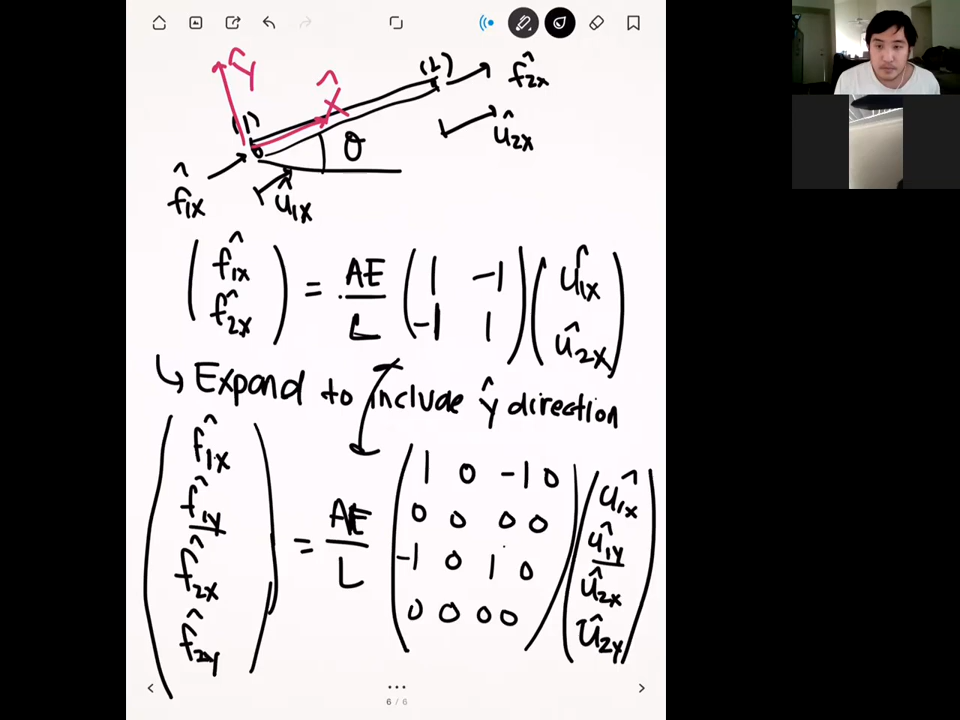 ŷ
(1)
x̂
(2)
f̂2x
û2x
θ
f̂1x
û1x
( f̂1x f̂2x ) = AE/L ( 1 -1 -1 1 ) ( û1x û2x )
↳ Expand to include ŷ direction
( f̂1x f̂1y f̂2x f̂2y ) = AE/L ( 1 0 -1 0 0 0 0 0 -1 0 1 0 0 0 0 0 ) ( û1x û1y û2x û2y )
6 / 6